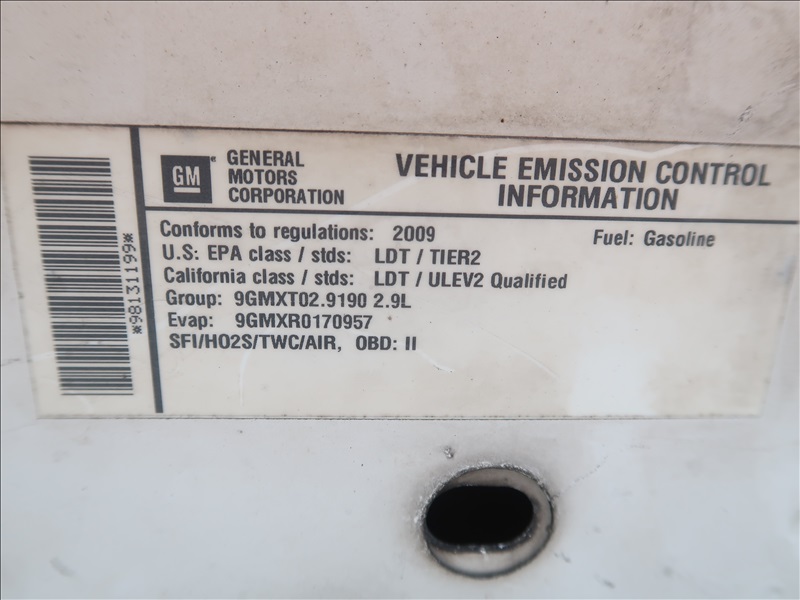 *98131199*
GM
GENERAL
MOTORS
CORPORATION
VEHICLE EMISSION CONTROL
INFORMATION
Conforms to regulations: 2009
Fuel: Gasoline
U.S: EPA class / stds: LDT / TIER2
California class / stds: LDT / ULEV2 Qualified
Group: 9GMXT02.9190 2.9L
Evap: 9GMXR0170957
SFI/HO2S/TWC/AIR, OBD: II